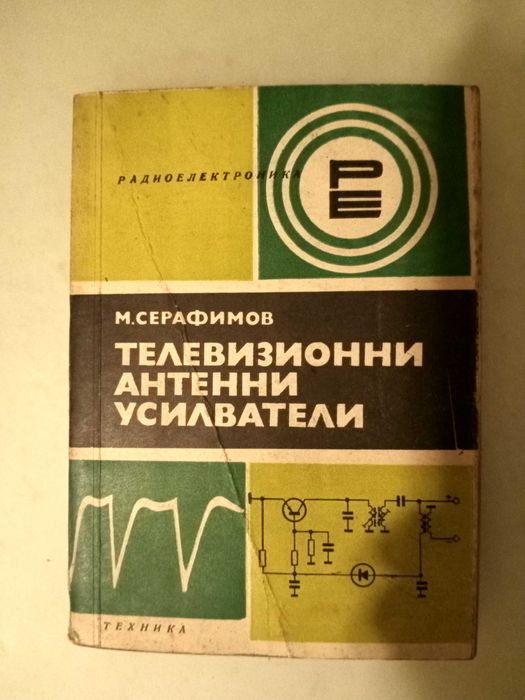 РАДИОЕЛЕКТРОНИКА
РЕ
М.СЕРАФИМОВ
ТЕЛЕВИЗИОННИ
АНТЕННИ
УСИЛВАТЕЛИ
ТЕХНИКА